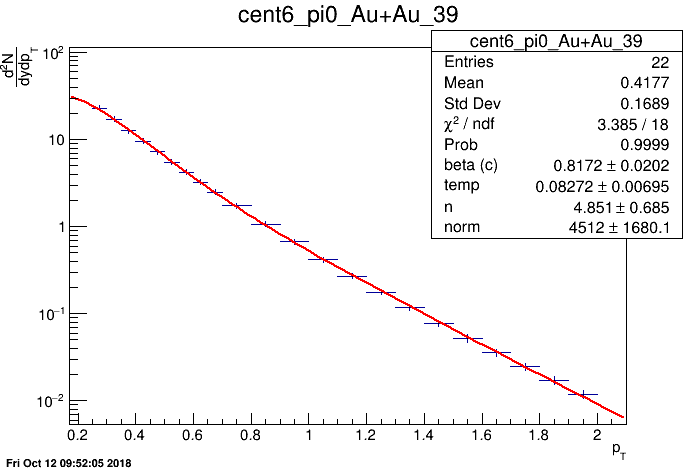 cent6_pi0_Au+Au_39
d²N
dydp_T
cent6_pi0_Au+Au_39
Entries 22
Mean 0.4177
Std Dev 0.1689
χ² / ndf 3.385 / 18
Prob 0.9999
beta (c) 0.8172 ± 0.0202
temp 0.08272 ± 0.00695
n 4.851 ± 0.685
norm 4512 ± 1680.1
10²
10
1
10⁻¹
10⁻²
0.2 0.4 0.6 0.8 1 1.2 1.4 1.6 1.8 2
p_T
Fri Oct 12 09:52:05 2018